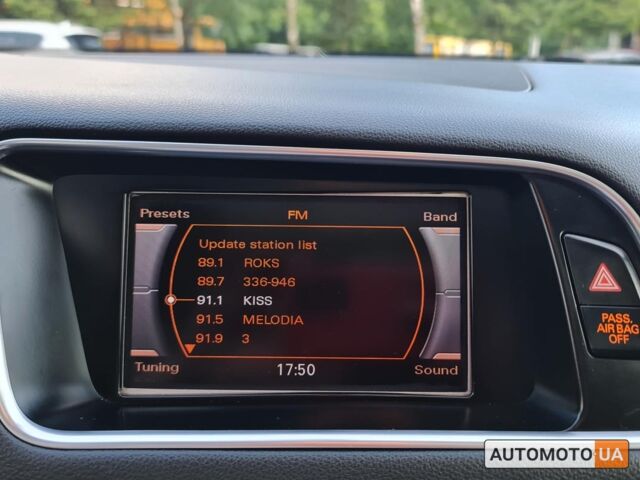 Presets FM Band
Update station list
89.1 ROKS
89.7 336-946
91.1 KISS
91.5 MELODIA
91.9 3
Tuning 17:50 Sound
PASS.
AIR BAG
OFF
AUTOMOTO.UA